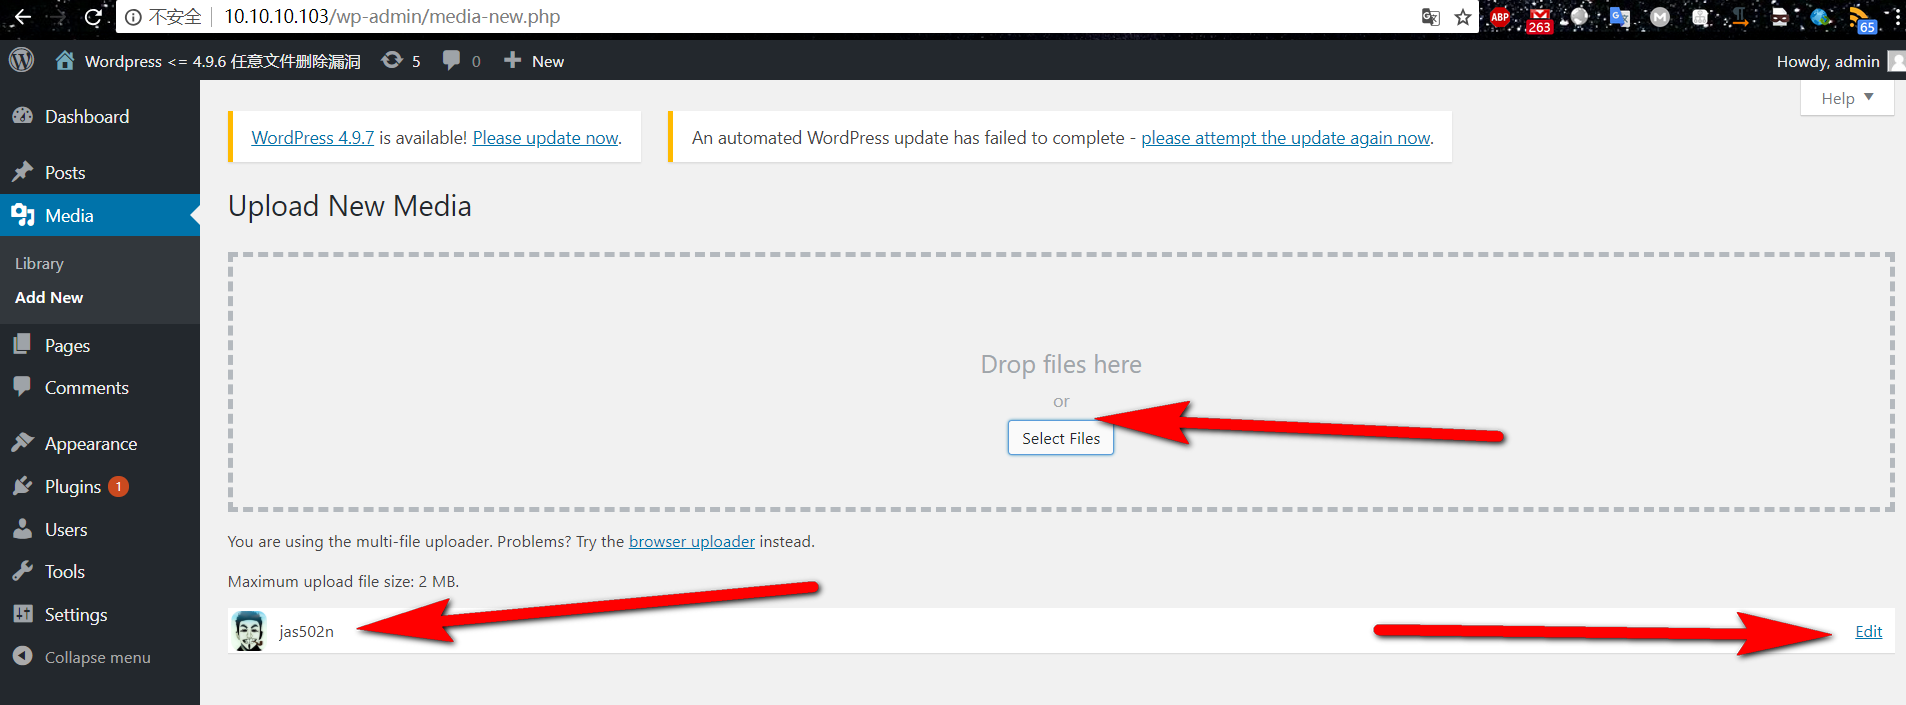 不安全 10.10.10.103/wp-admin/media-new.php
ABP 263 G M 65
Wordpress <= 4.9.6 任意文件删除漏洞 5 0 New Howdy, admin
Help
Dashboard
Posts
Media
Library
Add New
Pages
Comments
Appearance
Plugins 1
Users
Tools
Settings
Collapse menu
WordPress 4.9.7 is available! Please update now.
An automated WordPress update has failed to complete - please attempt the update again now.
Upload New Media
Drop files here
or
Select Files
You are using the multi-file uploader. Problems? Try the browser uploader instead.
Maximum upload file size: 2 MB.
jas502n Edit